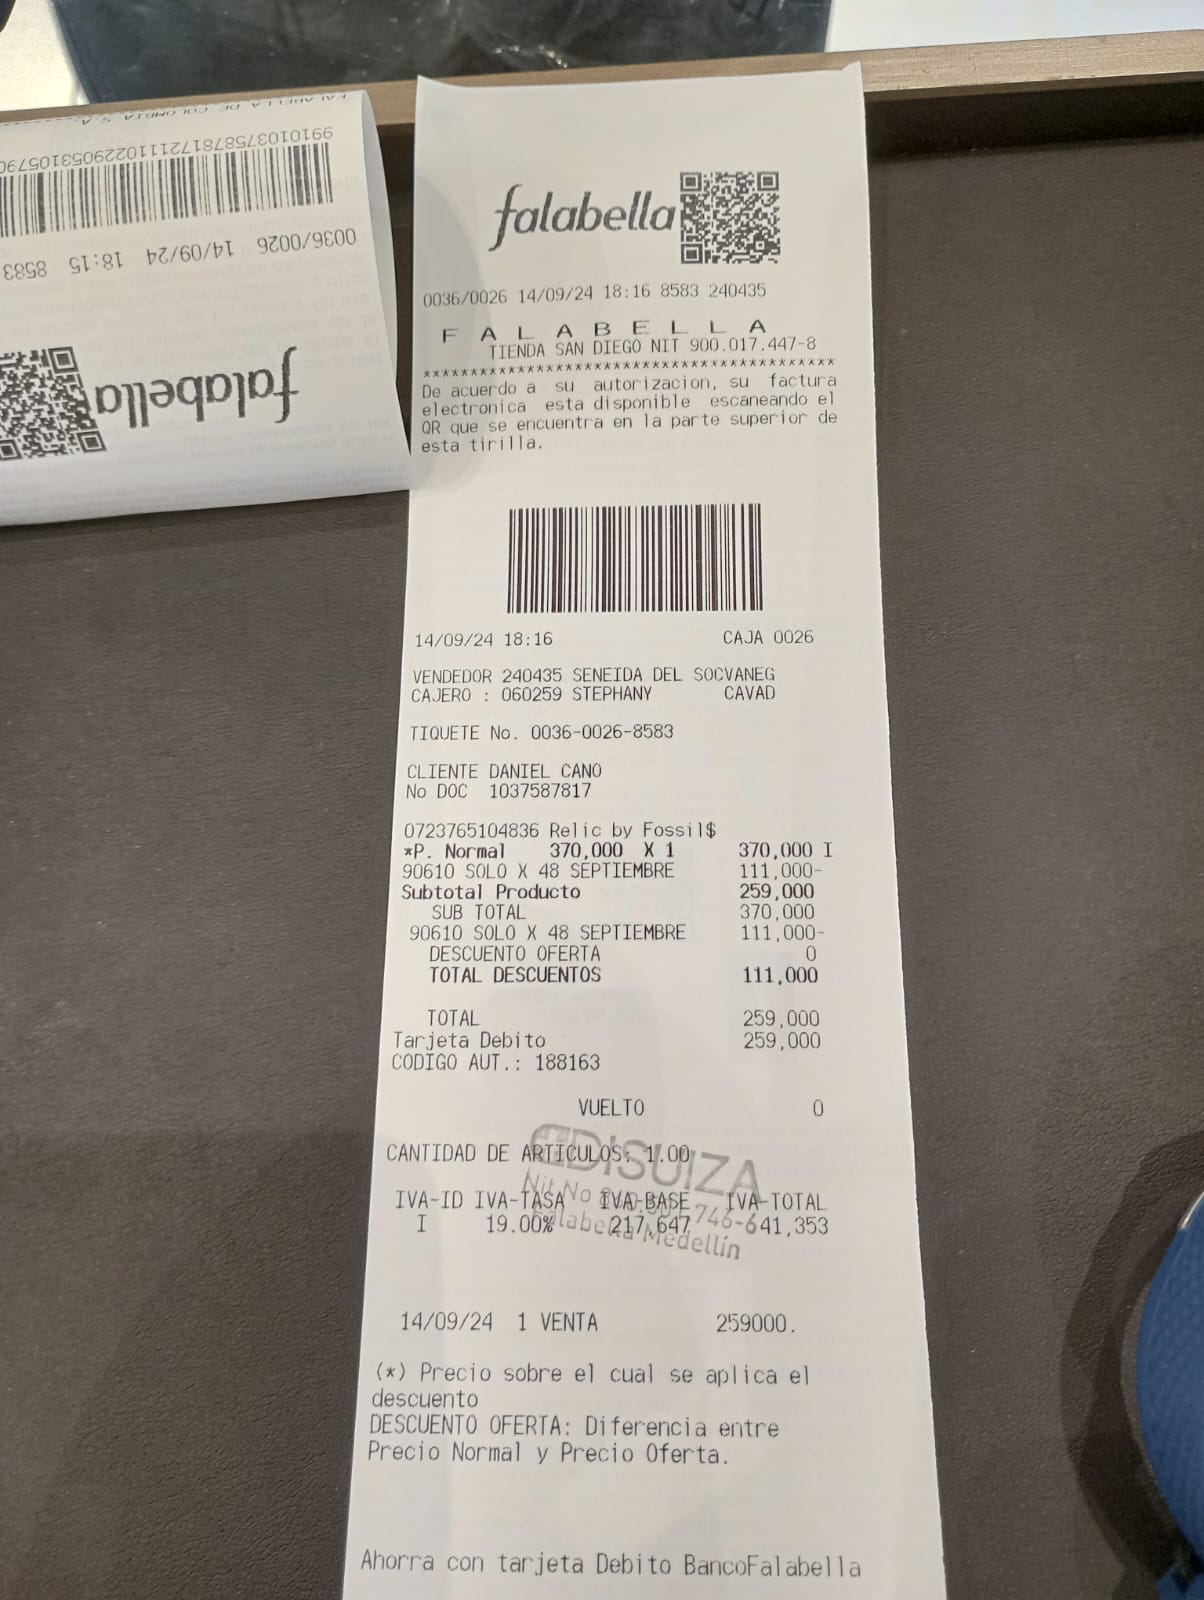 FALABELLA DE COLOMBIA S.A
0036/0026 14/09/24 18:15 8583
falabella
falabella
0036/0026 14/09/24 18:16 8583 240435
F A L A B E L L A
TIENDA SAN DIEGO NIT 900.017.447-8
******************************************
De acuerdo a su autorizacion, su factura
electronica esta disponible escaneando el
QR que se encuentra en la parte superior de
esta tirilla.
14/09/24 18:16 CAJA 0026
VENDEDOR 240435 SENEIDA DEL SOCVANEG
CAJERO : 060259 STEPHANY CAVAD
TIQUETE No. 0036-0026-8583
CLIENTE DANIEL CANO
No DOC 1037587817
0723765104836 Relic by Fossil$
*P. Normal 370,000 X 1 370,000 I
90610 SOLO X 48 SEPTIEMBRE 111,000-
Subtotal Producto 259,000
SUB TOTAL 370,000
90610 SOLO X 48 SEPTIEMBRE 111,000-
DESCUENTO OFERTA 0
TOTAL DESCUENTOS 111,000
TOTAL 259,000
Tarjeta Debito 259,000
CODIGO AUT.: 188163
VUELTO 0
CANTIDAD DE ARTICULOS: 1.00
DISUIZA
Nit No 746-6
Falabella Medellín
IVA-ID IVA-TASA IVA-BASE IVA-TOTAL
I 19.00% 217,647 41,353
14/09/24 1 VENTA 259000.
(*) Precio sobre el cual se aplica el
descuento
DESCUENTO OFERTA: Diferencia entre
Precio Normal y Precio Oferta.
Ahorra con tarjeta Debito BancoFalabella